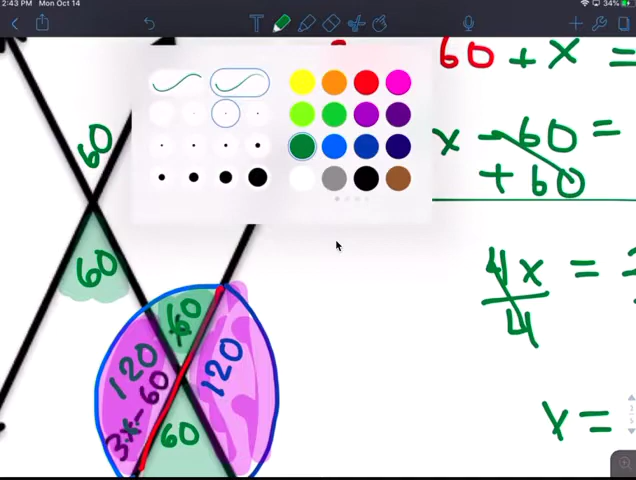 2:43 PM Mon Oct 14
34%
T
60 + x =
60
x - 60 =
+ 60
60
4x =
4
60
120
120
3x-60
x =
60